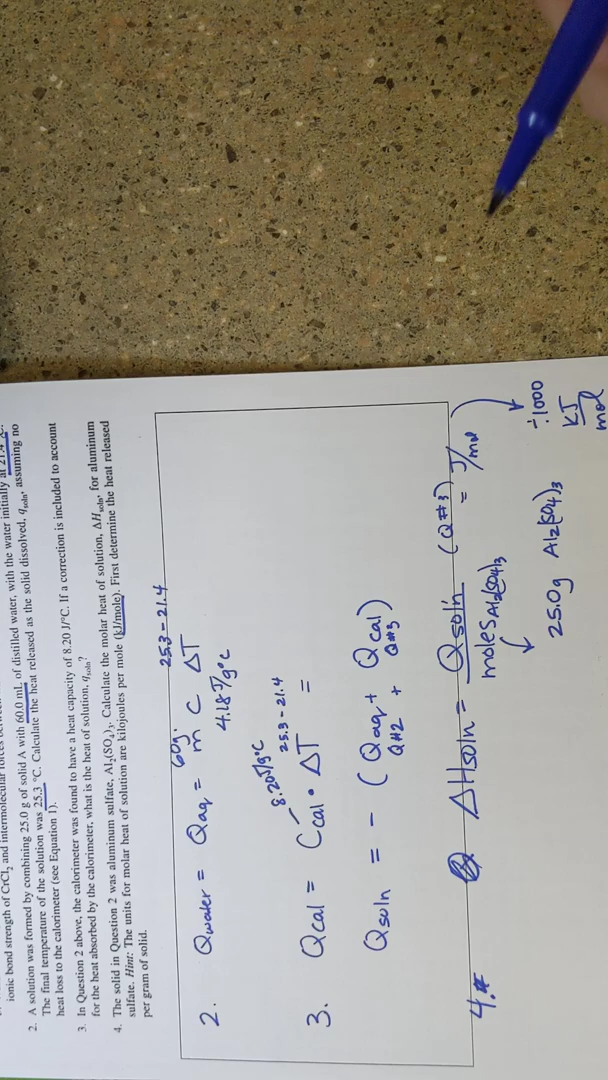 ionic bond strength of CrCl₂ and intermolecular forces
2. A solution was formed by combining 25.0 g of solid A with 60.0 mL of distilled water, with the water initially at 21.4 °C.
The final temperature of the solution was 25.3 °C. Calculate the heat released as the solid dissolved, q_soln, assuming no
heat loss to the calorimeter (see Equation 1).
3. In Question 2 above, the calorimeter was found to have a heat capacity of 8.20 J/°C. If a correction is included to account
for the heat absorbed by the calorimeter, what is the heat of solution, q_soln?
4. The solid in Question 2 was aluminum sulfate, Al₂(SO₄)₃. Calculate the molar heat of solution, ΔH_soln, for aluminum
sulfate. Hint: The units for molar heat of solution are kilojoules per mole (kJ/mole). First determine the heat released
per gram of solid.
60g. 25.3-21.4
2. Qwater = Qaq = m C ΔT
4.18 J/g°C
8.20 J/g°C 25.3-21.4
3. Qcal = Ccal · ΔT =
Qsoln = - (Qaq + Qcal)
Q#2 + Q#3
4. ΔHsoln = Qsoln (Q#3) = J/mol
moles Al₂(SO₄)₃
÷1000
25.0g Al₂(SO₄)₃ kJ
mol